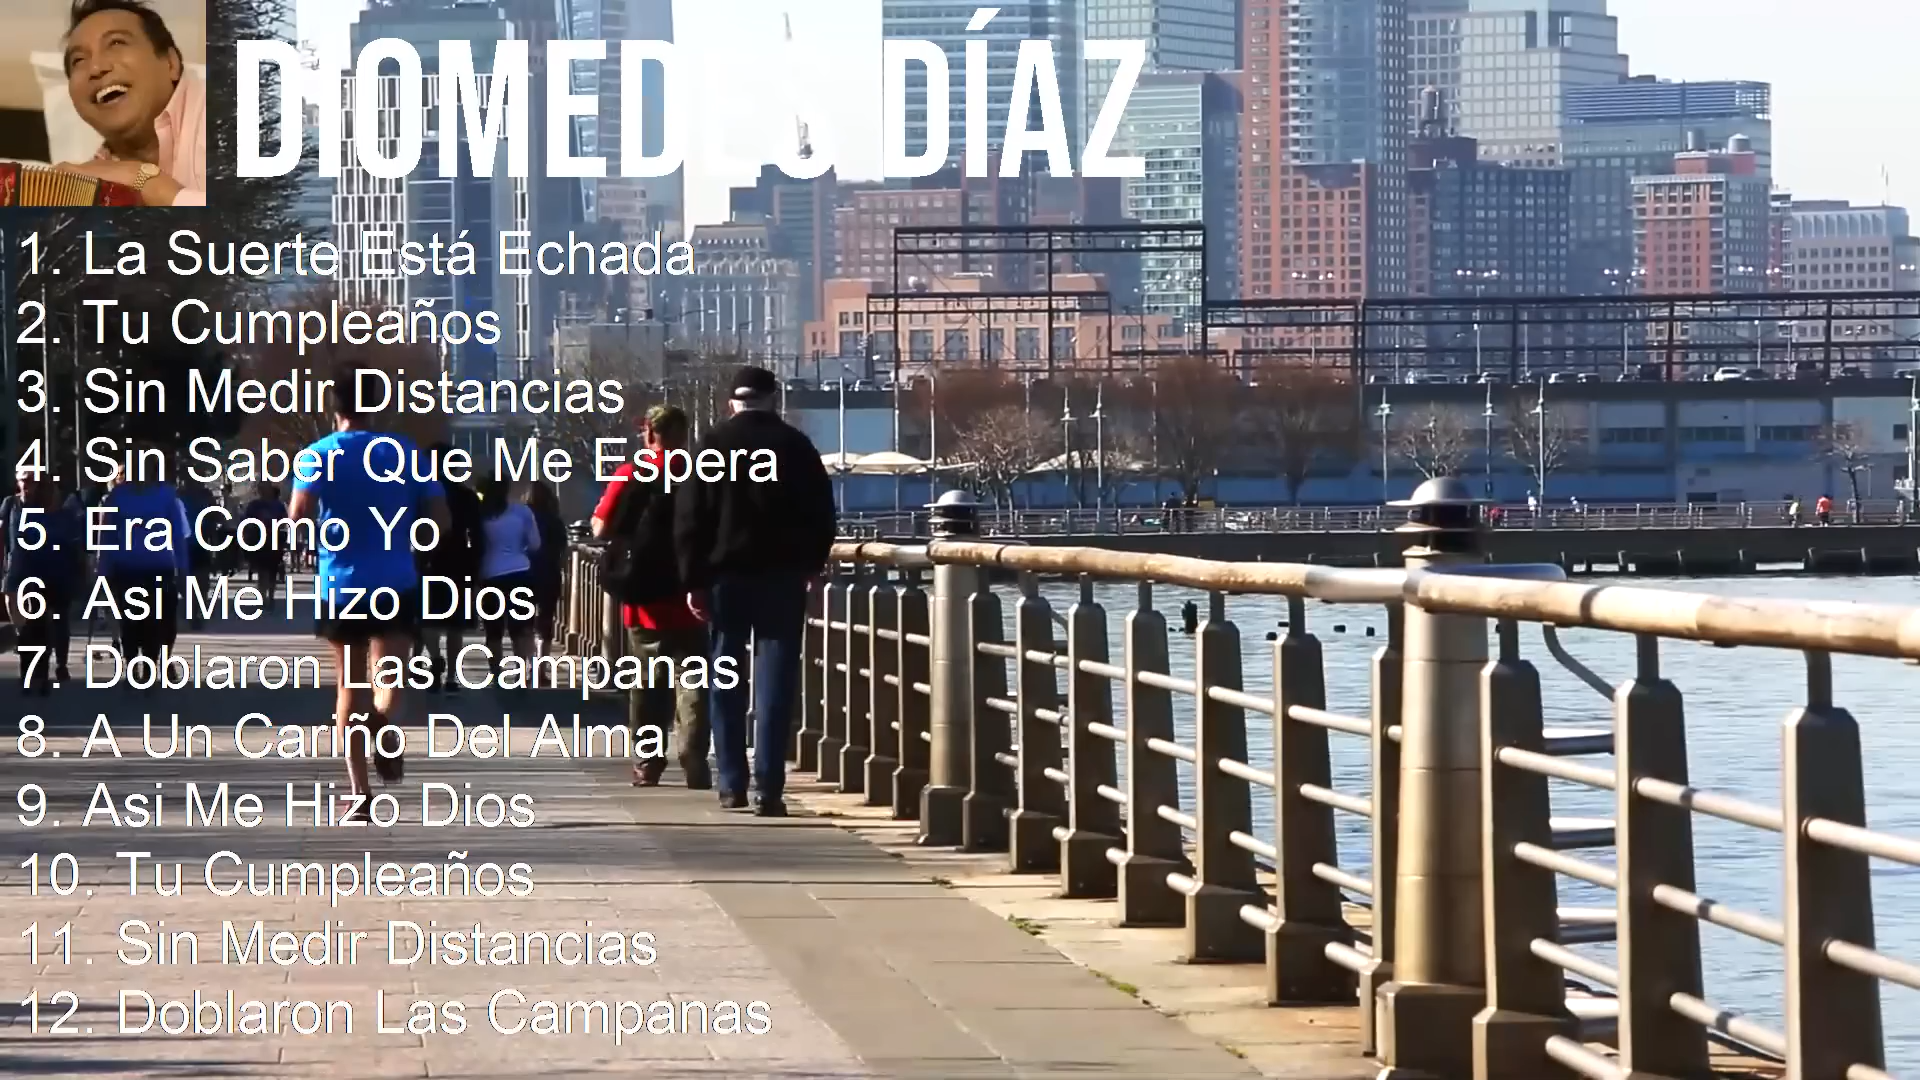 DIOMEDES DÍAZ
1. La Suerte Está Echada
2. Tu Cumpleaños
3. Sin Medir Distancias
4. Sin Saber Que Me Espera
5. Era Como Yo
6. Asi Me Hizo Dios
7. Doblaron Las Campanas
8. A Un Cariño Del Alma
9. Asi Me Hizo Dios
10. Tu Cumpleaños
11. Sin Medir Distancias
12. Doblaron Las Campanas